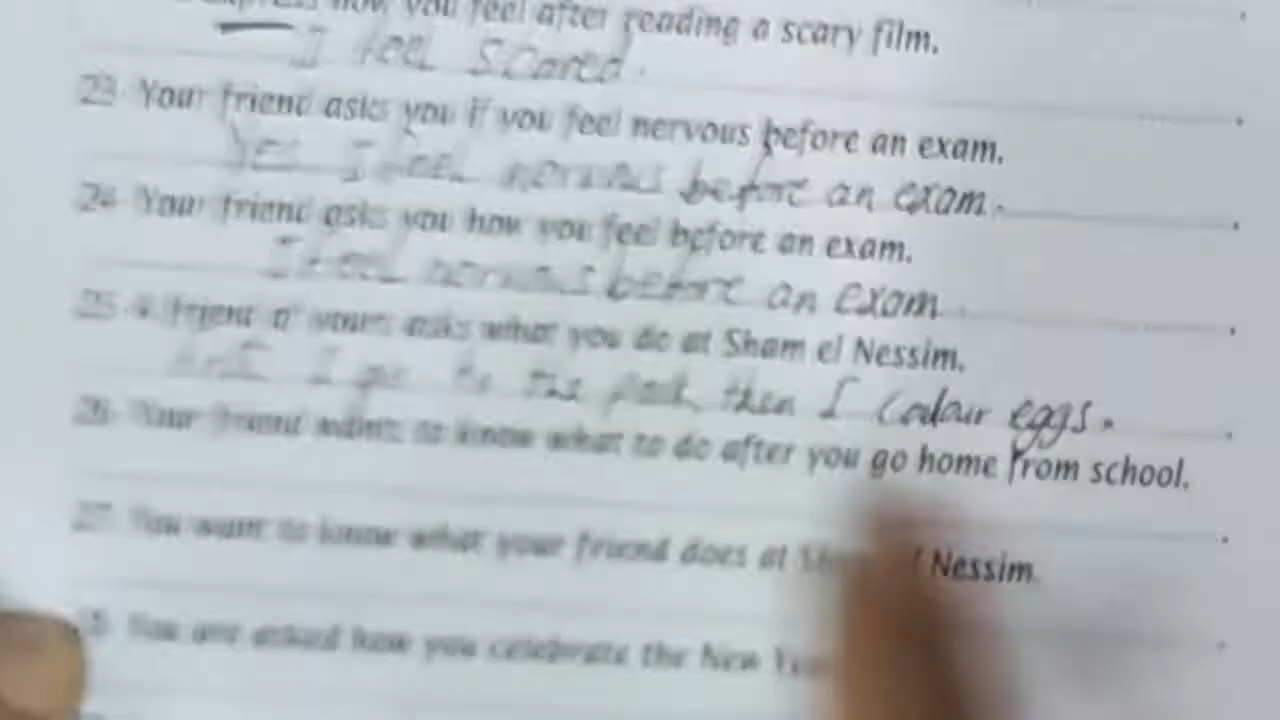 Express how you feel after reading a scary film.
I feel scared.
23- Your friend asks you if you feel nervous before an exam.
Yes I feel nervous before an exam.
24- Your friend asks you how you feel before an exam.
I feel nervous before an exam.
25- A friend of yours asks what you do at Sham el Nessim.
I go to the park then I colour eggs.
26- Your friend wants to know what to do after you go home from school.
27- You want to know what your friend does at Nessim.
You are asked how you celebrate the New